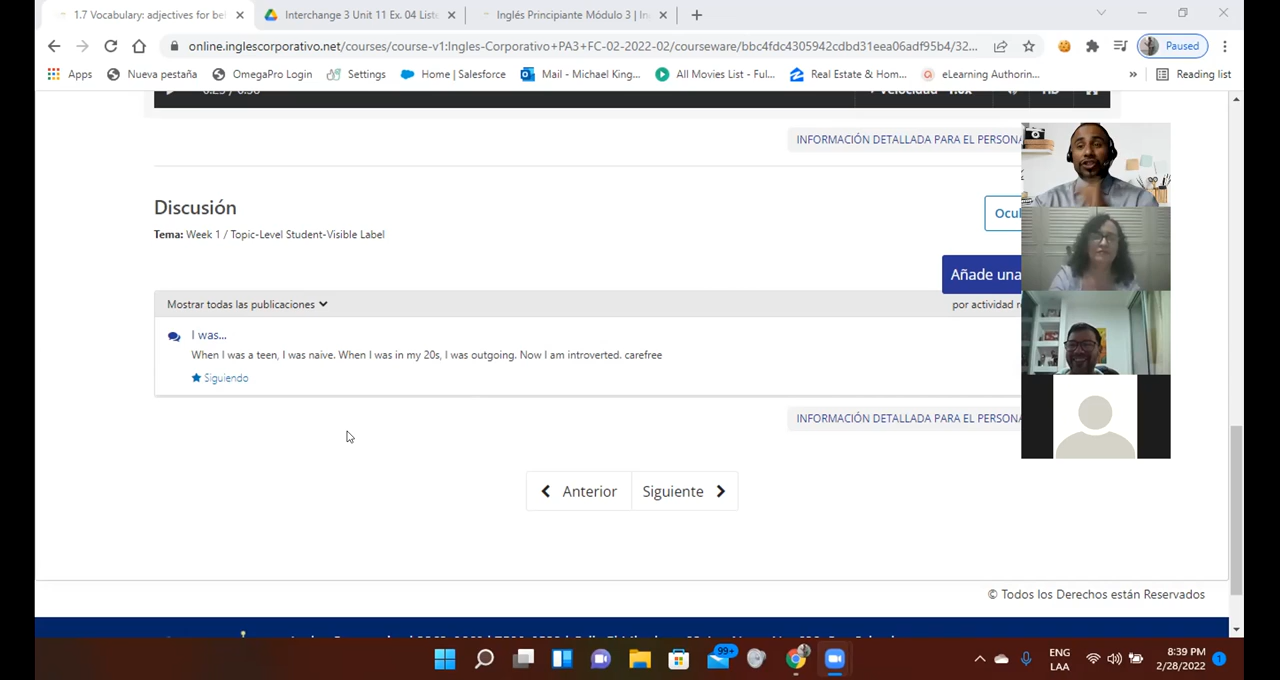 1.7 Vocabulary: adjectives for be
Interchange 3 Unit 11 Ex. 04 List
Inglés Principiante Módulo 3 | In
online.inglescorporativo.net/courses/course-v1:Ingles-Corporativo+PA3+FC-02-2022-02/courseware/bbc4fdc4305942cdbd31eea06adf95b4/32...
Paused
Apps
Nueva pestaña
OmegaPro Login
Settings
Home | Salesforce
Mail - Michael King...
All Movies List - Ful...
Real Estate & Hom...
eLearning Authorin...
»
Reading list
INFORMACIÓN DETALLADA PARA EL PERSONA
Discusión
Ocul
Tema: Week 1 / Topic-Level Student-Visible Label
Añade una
Mostrar todas las publicaciones
por actividad re
I was...
When I was a teen, I was naive. When I was in my 20s, I was outgoing. Now I am introverted. carefree
Siguiendo
INFORMACIÓN DETALLADA PARA EL PERSONA
Anterior
Siguiente
© Todos los Derechos están Reservados
99+
ENG
LAA
8:39 PM
2/28/2022
1